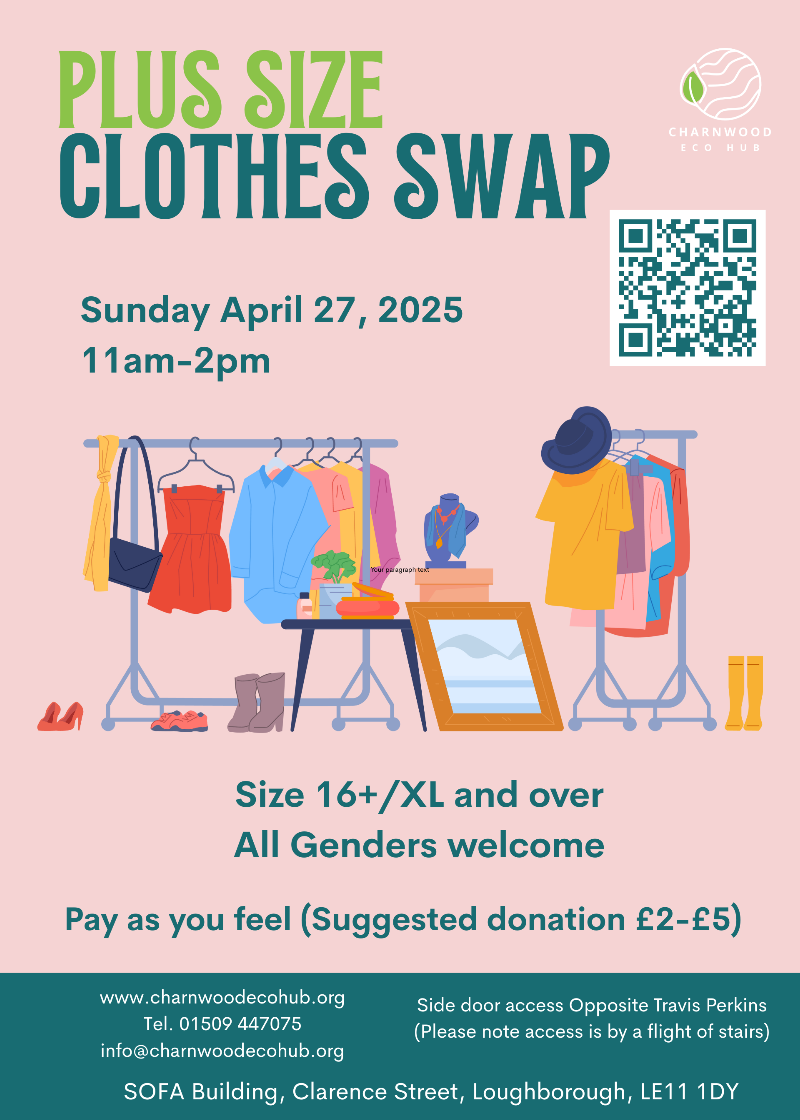 PLUS SIZE
CLOTHES SWAP
CHARNWOOD
ECO HUB
Sunday April 27, 2025
11am-2pm
Your paragraph text
Size 16+/XL and over
All Genders welcome
Pay as you feel (Suggested donation £2-£5)
www.charnwoodecohub.org
Tel. 01509 447075
info@charnwoodecohub.org
Side door access Opposite Travis Perkins
(Please note access is by a flight of stairs)
SOFA Building, Clarence Street, Loughborough, LE11 1DY